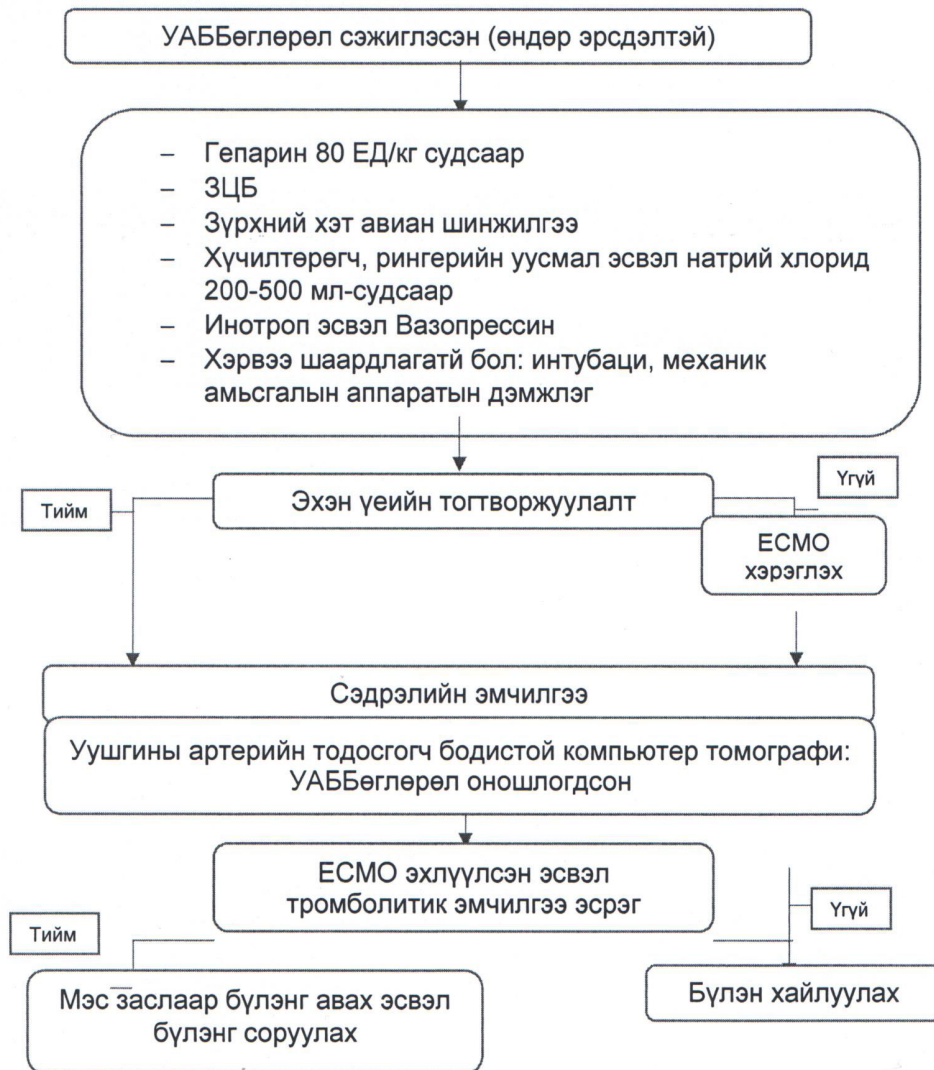 УАББөглөрөл сэжиглэсэн (өндөр эрсдэлтэй)
– Гепарин 80 ЕД/кг судсаар
– ЗЦБ
– Зүрхний хэт авиан шинжилгээ
– Хүчилтөрөгч, рингерийн уусмал эсвэл натрий хлорид
200-500 мл-судсаар
– Инотроп эсвэл Вазопрессин
– Хэрвээ шаардлагатй бол: интубаци, механик
амьсгалын аппаратын дэмжлэг
Тийм
Эхэн үеийн тогтворжуулалт
Үгүй
ЕСМО
хэрэглэх
Сэдрэлийн эмчилгээ
Уушгины артерийн тодосгогч бодистой компьютер томографи:
УАББөглөрөл оношлогдсон
ЕСМО эхлүүлсэн эсвэл
тромболитик эмчилгээ эсрэг
Тийм
Үгүй
Мэс заслаар бүлэнг авах эсвэл
бүлэнг соруулах
Бүлэн хайлуулах